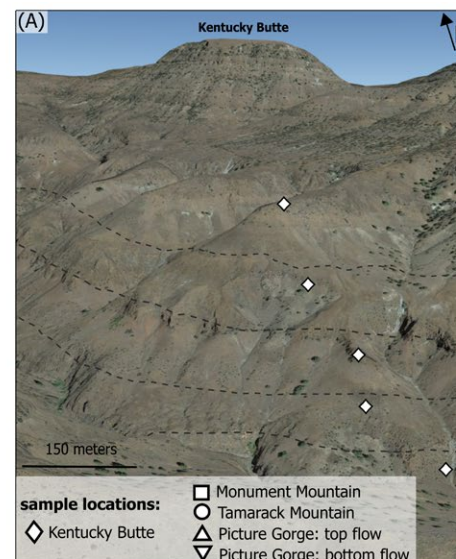 (A)
Kentucky Butte
150 meters
sample locations:
Kentucky Butte
Monument Mountain
Tamarack Mountain
Picture Gorge: top flow
Picture Gorge: bottom flow